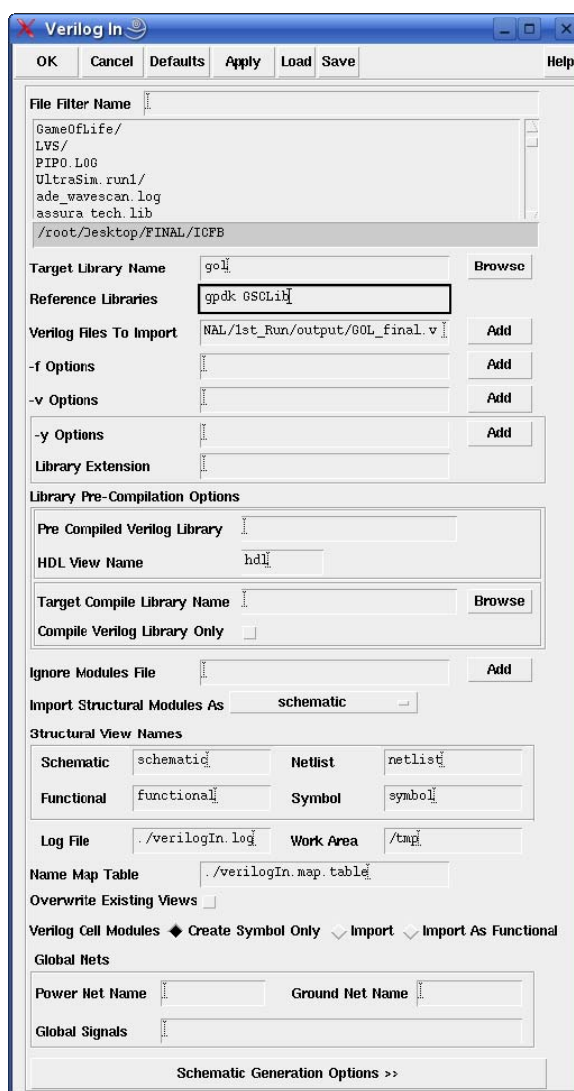 Verilog In
OK Cancel Defaults Apply Load Save Help
File Filter Name
GameOfLife/
LVS/
PIPO.LOG
UltraSim.run1/
ade_wavescan.log
assura_tech.lib
/root/Desktop/FINAL/ICFB
Target Library Name gol Browse
Reference Libraries gpdk GSCLib
Verilog Files To Import NAL/1st_Run/output/GOL_final.v Add
-f Options Add
-v Options Add
-y Options Add
Library Extension
Library Pre-Compilation Options
Pre Compiled Verilog Library
HDL View Name hdl
Target Compile Library Name Browse
Compile Verilog Library Only
Ignore Modules File Add
Import Structural Modules As schematic
Structural View Names
Schematic schematic Netlist netlist
Functional functional Symbol symbol
Log File ./verilogIn.log Work Area /tmp
Name Map Table ./verilogIn.map.table
Overwrite Existing Views
Verilog Cell Modules Create Symbol Only Import Import As Functional
Global Nets
Power Net Name Ground Net Name
Global Signals
Schematic Generation Options >>